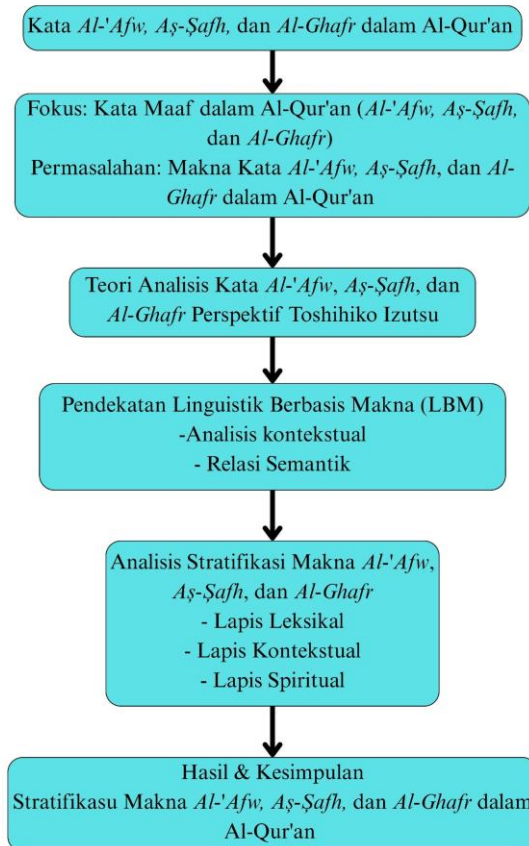 Kata Al-'Afw, Aṣ-Ṣafh, dan Al-Ghafr dalam Al-Qur'an
Fokus: Kata Maaf dalam Al-Qur'an (Al-'Afw, Aṣ-Ṣafh,
dan Al-Ghafr)
Permasalahan: Makna Kata Al-'Afw, Aṣ-Ṣafh, dan Al-
Ghafr dalam Al-Qur'an
Teori Analisis Kata Al-'Afw, Aṣ-Ṣafh, dan
Al-Ghafr Perspektif Toshihiko Izutsu
Pendekatan Linguistik Berbasis Makna (LBM)
-Analisis kontekstual
- Relasi Semantik
Analisis Stratifikasi Makna Al-'Afw,
Aṣ-Ṣafh, dan Al-Ghafr
- Lapis Leksikal
- Lapis Kontekstual
- Lapis Spiritual
Hasil & Kesimpulan
Stratifikasu Makna Al-'Afw, Aṣ-Ṣafh, dan Al-Ghafr dalam
Al-Qur'an